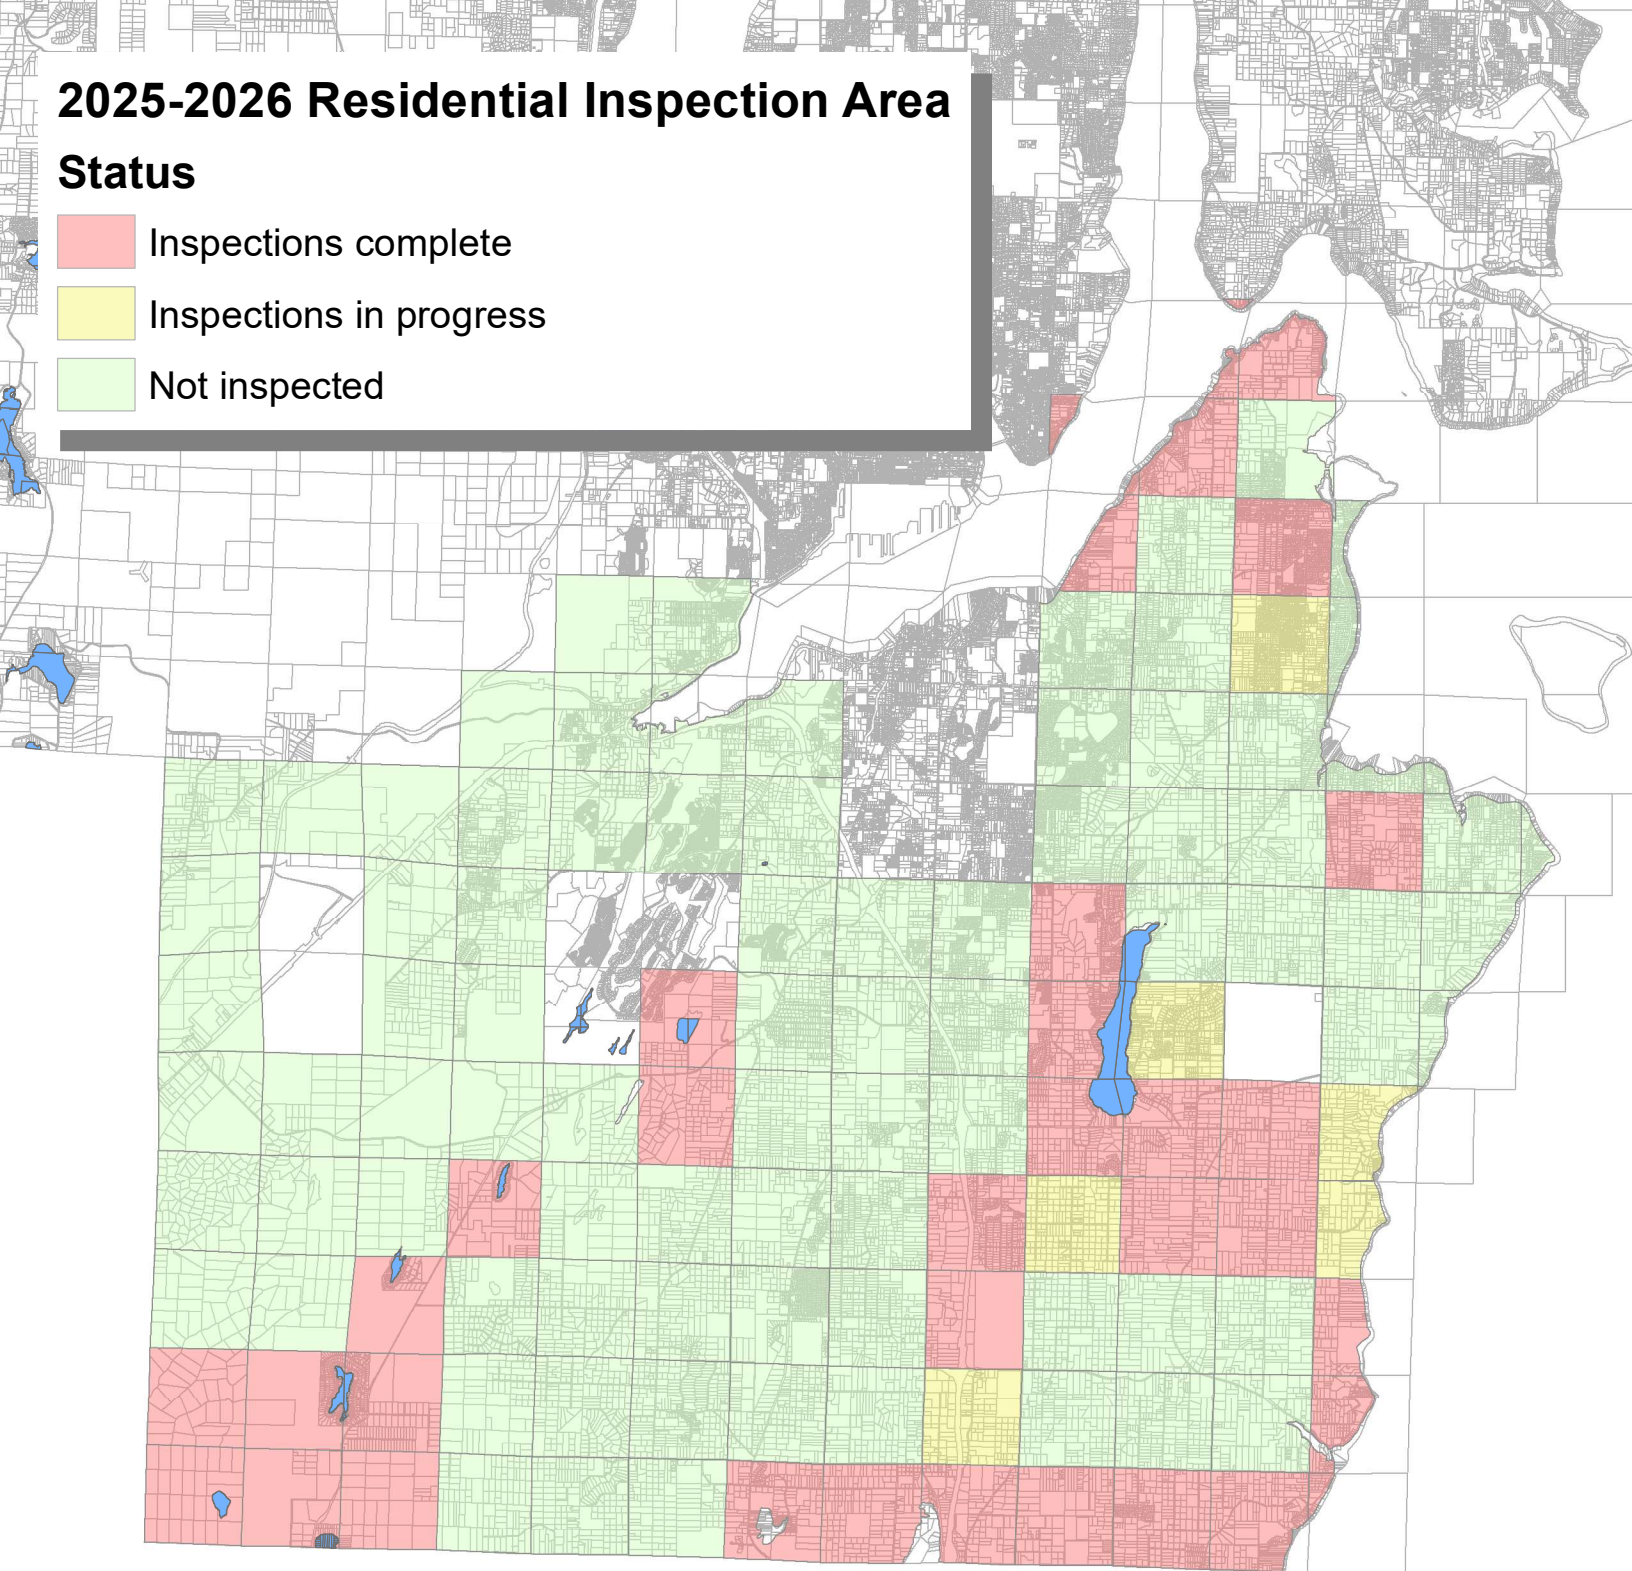 2025-2026 Residential Inspection Area
Status
Inspections complete
Inspections in progress
Not inspected